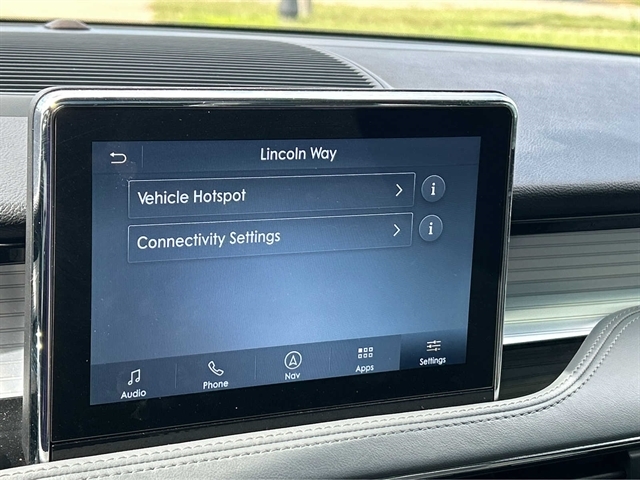 Lincoln Way
Vehicle Hotspot
i
Connectivity Settings
i
Audio
Phone
Nav
Apps
Settings